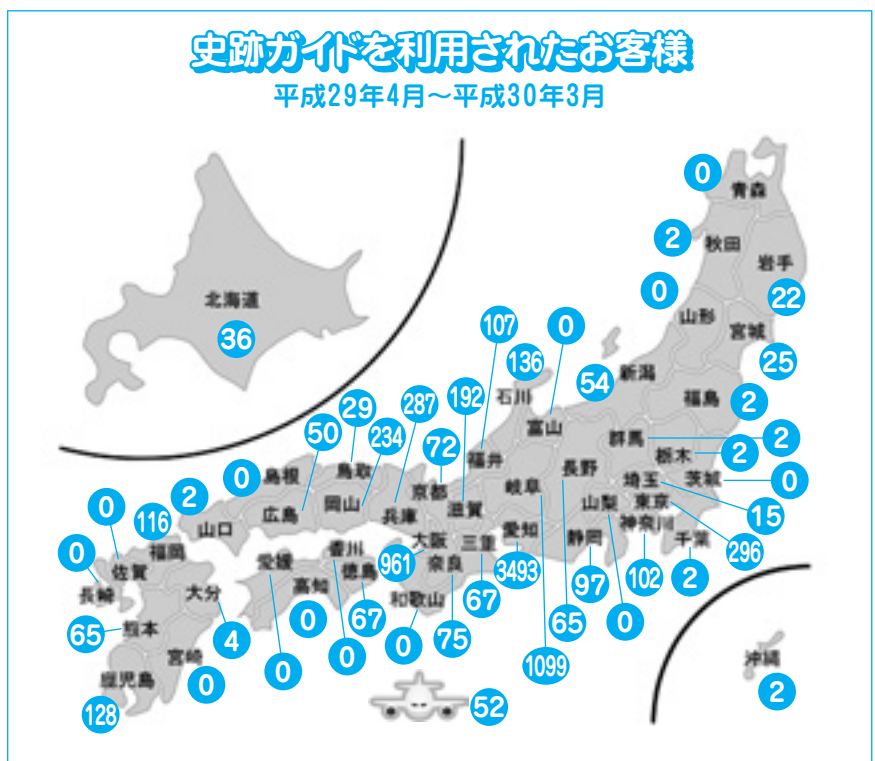 史跡ガイドを利用されたお客様
平成29年4月～平成30年3月
北海道
36
0
青森
2
秋田
岩手
22
0
山形
宮城
25
新潟
54
福島
2
107
136
石川
0
富山
群馬
2
栃木
2
茨城
0
埼玉
15
東京
296
神奈川
102
千葉
2
長野
65
山梨
0
静岡
97
岐阜
1099
愛知
3493
福井
192
滋賀
72
京都
三重
67
大阪
961
奈良
75
和歌山
0
287
兵庫
234
岡山
29
鳥取
50
広島
0
島根
2
山口
香川
0
徳島
67
愛媛
0
高知
0
116
福岡
0
佐賀
0
長崎
大分
4
65
熊本
宮崎
0
鹿児島
128
52
沖縄
2